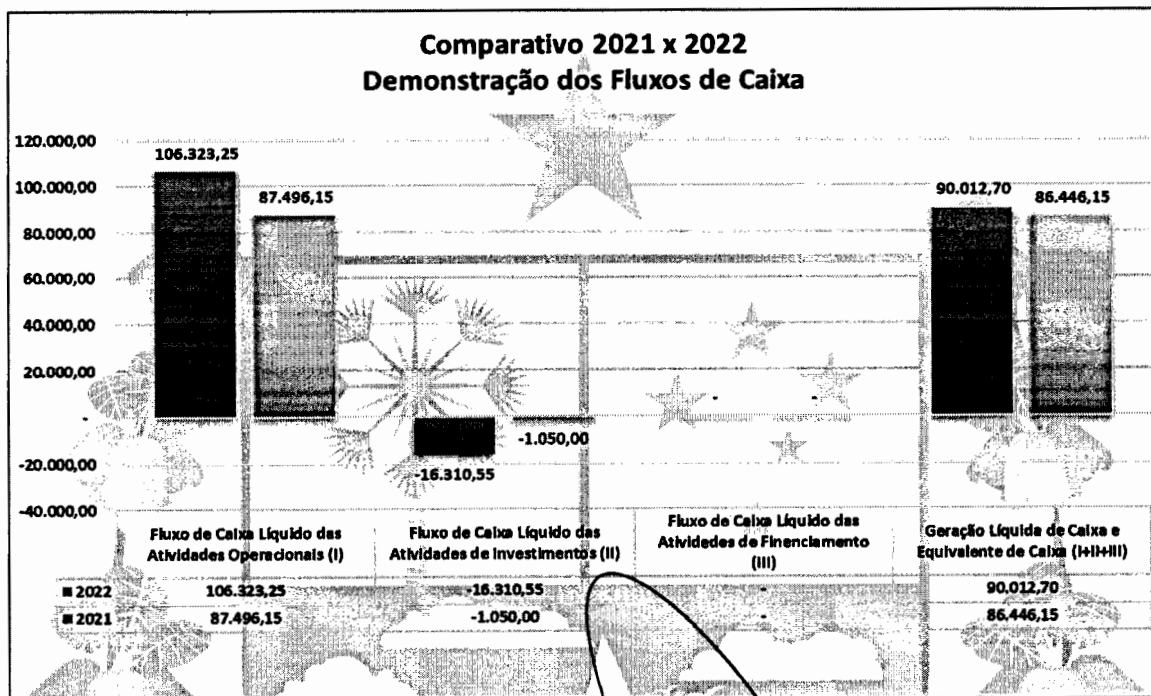 Comparativo 2021 x 2022
Demonstração dos Fluxos de Caixa
120.000,00
100.000,00
80.000,00
60.000,00
40.000,00
20.000,00
-
-20.000,00
-40.000,00
106.323,25
87.496,15
-16.310,55
-1.050,00
-
-
90.012,70
86.446,15
Fluxo de Caixa Líquido das
Atividades Operacionais (I)
Fluxo de Caixa Líquido das
Atividades de Investimentos (II)
Fluxo de Caixa Líquido das
Atividedes de Financiamento
(III)
Geração Líquida de Caixa e
Equivalente de Caixa (I+II+III)
2022 106.323,25 -16.310,55 - 90.012,70
2021 87.496,15 -1.050,00 - 86.446,15